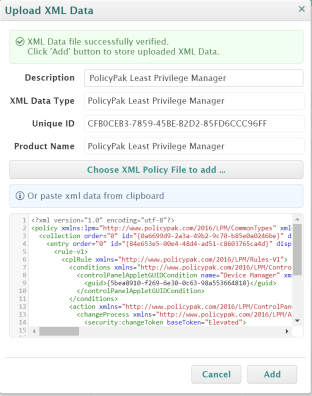 Upload XML Data
XML Data file successfully verified.
Click 'Add' button to store uploaded XML Data.
Description PolicyPak Least Privilege Manager
XML Data Type PolicyPak Least Privilege Manager
Unique ID CFB0CEB3-7859-45BE-B2D2-85FD6CCC96FF
Product Name PolicyPak Least Privilege Manager
Choose XML Policy File to add ...
Or paste xml data from clipboard
1 <?xml version="1.0" encoding="utf-8"?>
2 <policy xmlns:lpm="http://www.policypak.com/2016/LPM/CommonTypes" xml
3 <collection order="0" id="{0a6699d9-2a3a-49b2-9c70-b85e0a0246be}" d
4 <entry order="0" id="{84e653e5-00e4-48d4-ad51-c8603765ca4d}" disp
5 <rule-v1>
6 <cplRule xmlns="http://www.policypak.com/2016/LPM/Rules-V1">
7 <conditions xmlns="http://www.policypak.com/2016/LPM/Contro
8 <controlPanelAppletGUIDCondition name="Device Manager" xm
9 <guid>{5bea8910-f269-6e30-0c63-98a553664818}</guid>
10 </controlPanelAppletGUIDCondition>
11 </conditions>
12 <action xmlns="http://www.policypak.com/2016/LPM/ControlPan
13 <changeProcess xmlns="http://www.policypak.com/2016/LPM/A
14 <security:changeToken baseToken="Elevated">
15
Cancel Add